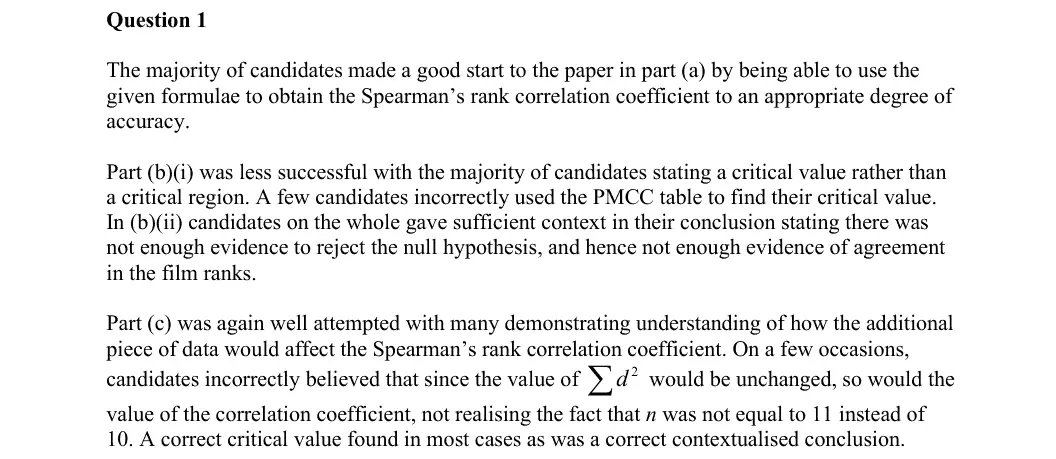 Question 1
The majority of candidates made a good start to the paper in part (a) by being able to use the
given formulae to obtain the Spearman’s rank correlation coefficient to an appropriate degree of
accuracy.
Part (b)(i) was less successful with the majority of candidates stating a critical value rather than
a critical region. A few candidates incorrectly used the PMCC table to find their critical value.
In (b)(ii) candidates on the whole gave sufficient context in their conclusion stating there was
not enough evidence to reject the null hypothesis, and hence not enough evidence of agreement
in the film ranks.
Part (c) was again well attempted with many demonstrating understanding of how the additional
piece of data would affect the Spearman’s rank correlation coefficient. On a few occasions,
candidates incorrectly believed that since the value of ∑d² would be unchanged, so would the
value of the correlation coefficient, not realising the fact that n was not equal to 11 instead of
10. A correct critical value found in most cases as was a correct contextualised conclusion.